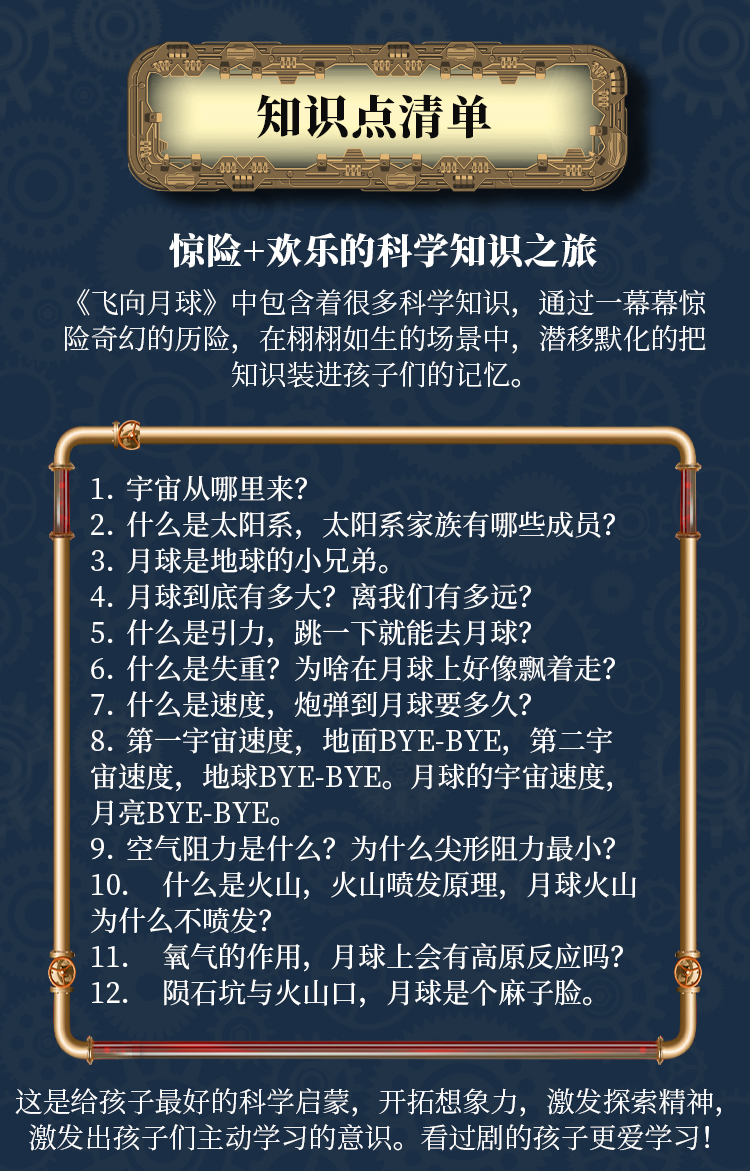 知识点清单
惊险+欢乐的科学知识之旅
《飞向月球》中包含着很多科学知识，通过一幕幕惊
险奇幻的历险，在栩栩如生的场景中，潜移默化的把
知识装进孩子们的记忆。
1. 宇宙从哪里来？
2. 什么是太阳系，太阳系家族有哪些成员？
3. 月球是地球的小兄弟。
4. 月球到底有多大？离我们有多远？
5. 什么是引力，跳一下就能去月球？
6. 什么是失重？为啥在月球上好像飘着走？
7. 什么是速度，炮弹到月球要多久？
8. 第一宇宙速度，地面BYE-BYE，第二宇
宙速度，地球BYE-BYE。月球的宇宙速度，
月亮BYE-BYE。
9. 空气阻力是什么？为什么尖形阻力最小？
10. 什么是火山，火山喷发原理，月球火山
为什么不喷发？
11. 氧气的作用，月球上会有高原反应吗？
12. 陨石坑与火山口，月球是个麻子脸。
这是给孩子最好的科学启蒙，开拓想象力，激发探索精神，
激发出孩子们主动学习的意识。看过剧的孩子更爱学习！